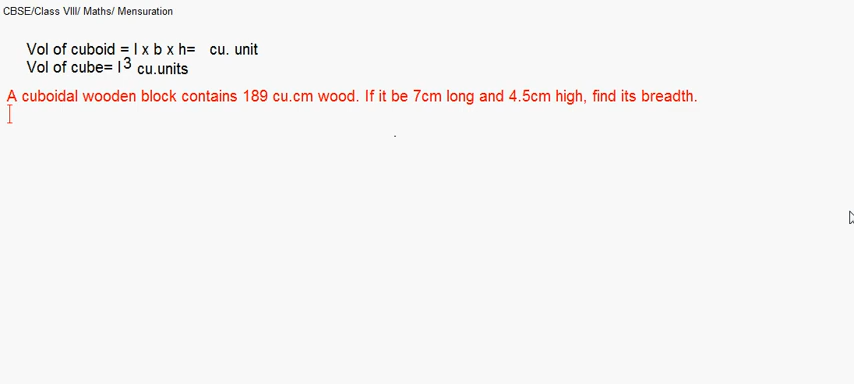 CBSE/Class VIII/ Maths/ Mensuration
Vol of cuboid = l x b x h= cu. unit
Vol of cube= l³ cu.units
A cuboidal wooden block contains 189 cu.cm wood. If it be 7cm long and 4.5cm high, find its breadth.